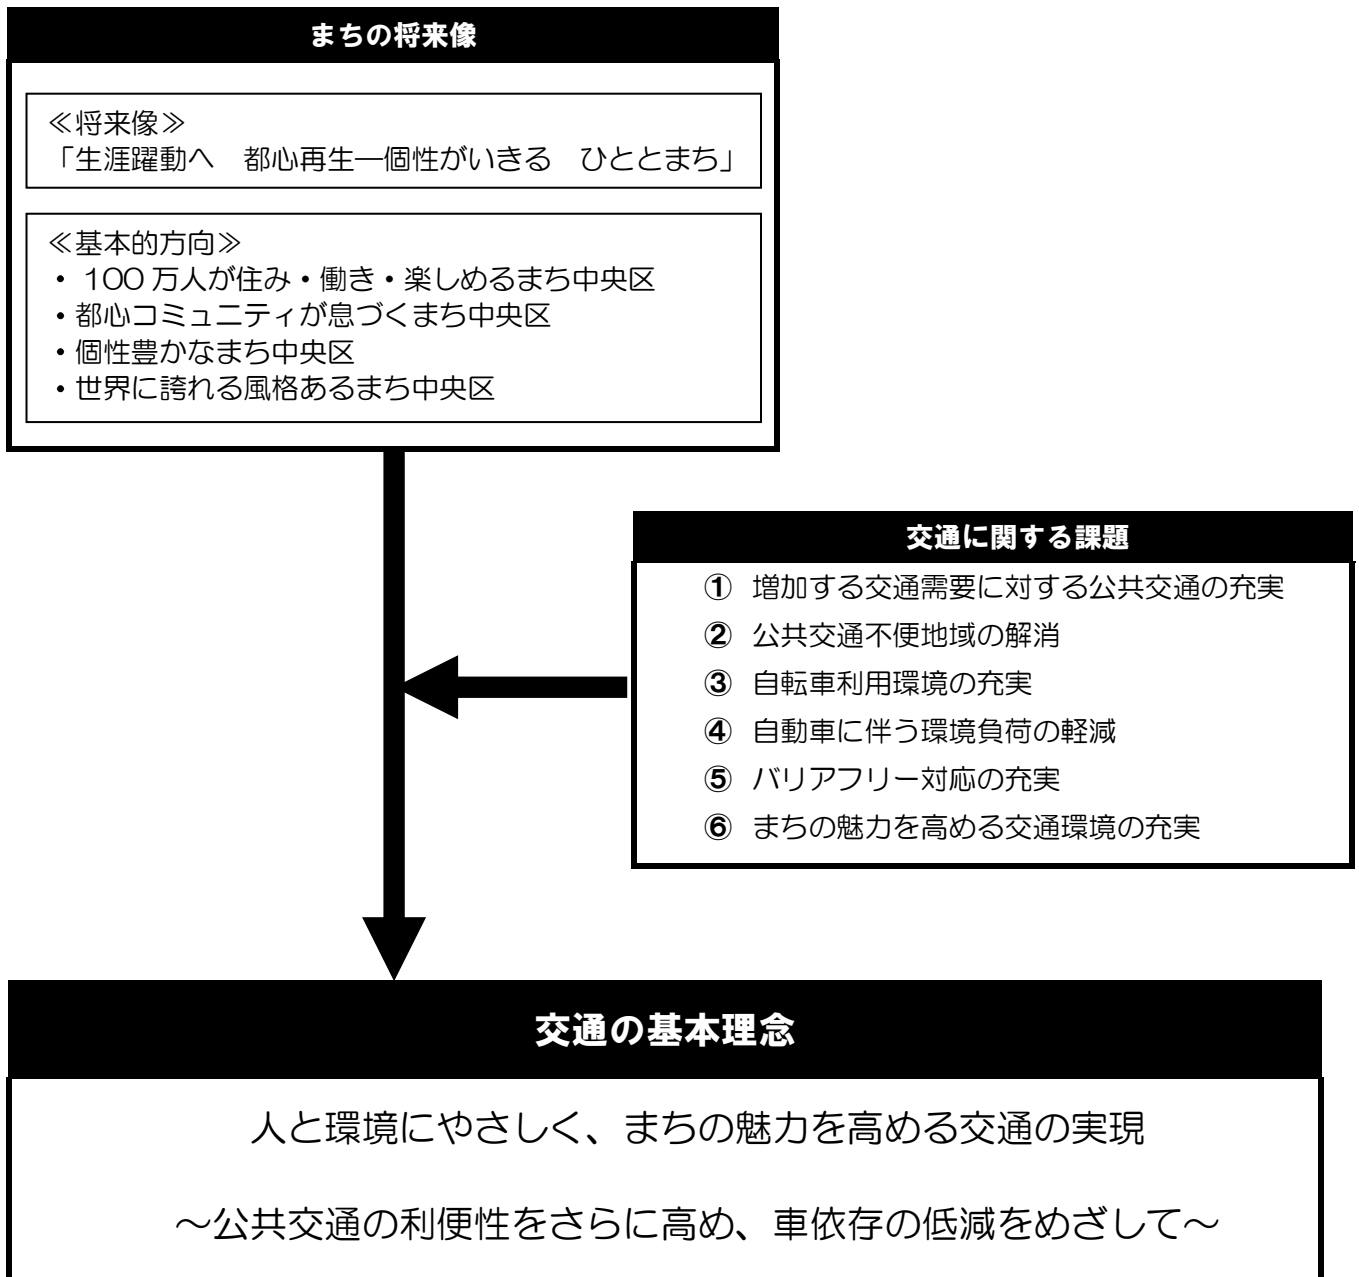 まちの将来像
≪将来像≫
「生涯躍動へ　都心再生―個性がいきる　ひととまち」
≪基本的方向≫
・ 100 万人が住み・働き・楽しめるまち中央区
・都心コミュニティが息づくまち中央区
・個性豊かなまち中央区
・世界に誇れる風格あるまち中央区
交通に関する課題
① 増加する交通需要に対する公共交通の充実
② 公共交通不便地域の解消
③ 自転車利用環境の充実
④ 自動車に伴う環境負荷の軽減
⑤ バリアフリー対応の充実
⑥ まちの魅力を高める交通環境の充実
交通の基本理念
人と環境にやさしく、まちの魅力を高める交通の実現
～公共交通の利便性をさらに高め、車依存の低減をめざして～